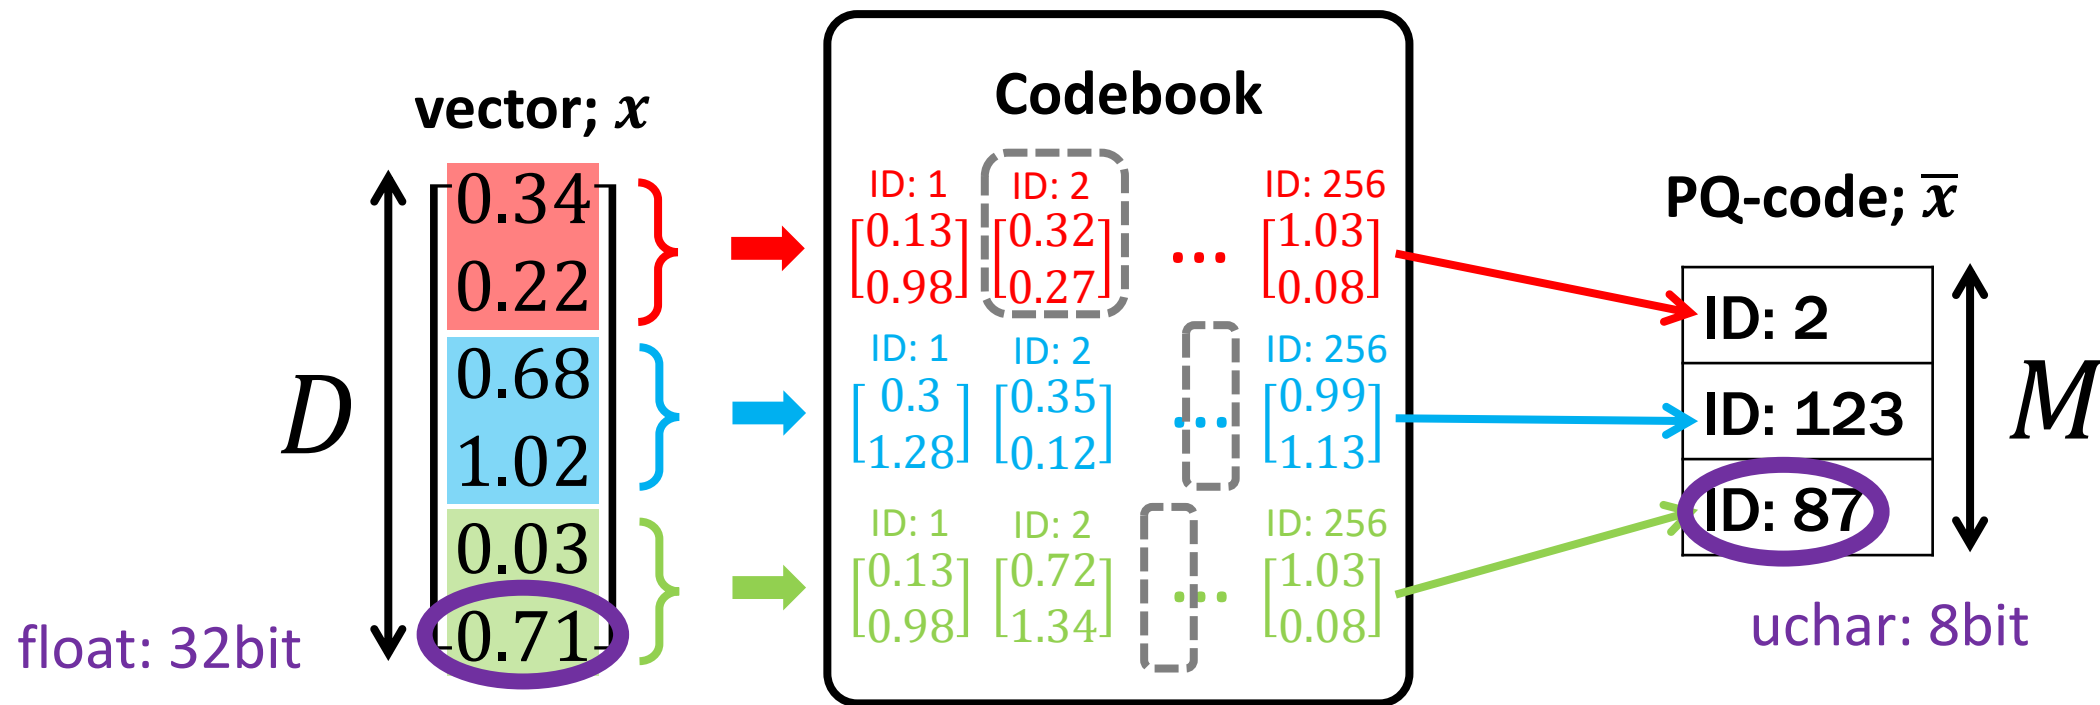 vector; x
D
0.34
0.22
0.68
1.02
0.03
0.71
float: 32bit
Codebook
ID: 1 ID: 2 ID: 256
0.13 0.32 ... 1.03
0.98 0.27 0.08
ID: 1 ID: 2 ID: 256
0.3 0.35 ... 0.99
1.28 0.12 1.13
ID: 1 ID: 2 ID: 256
0.13 0.72 ... 1.03
0.98 1.34 0.08
PQ-code; x̅
ID: 2
ID: 123
ID: 87
M
uchar: 8bit